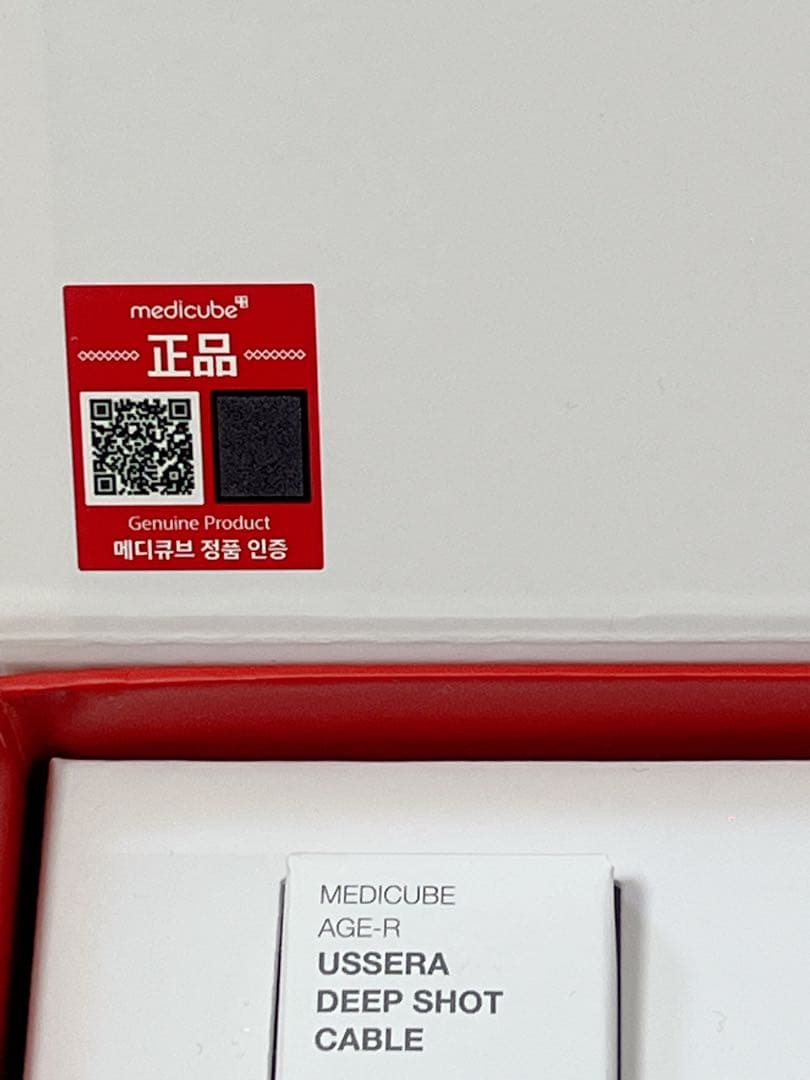 medicube
正品
Genuine Product
메디큐브 정품 인증
MEDICUBE
AGE-R
USSERA
DEEP SHOT
CABLE